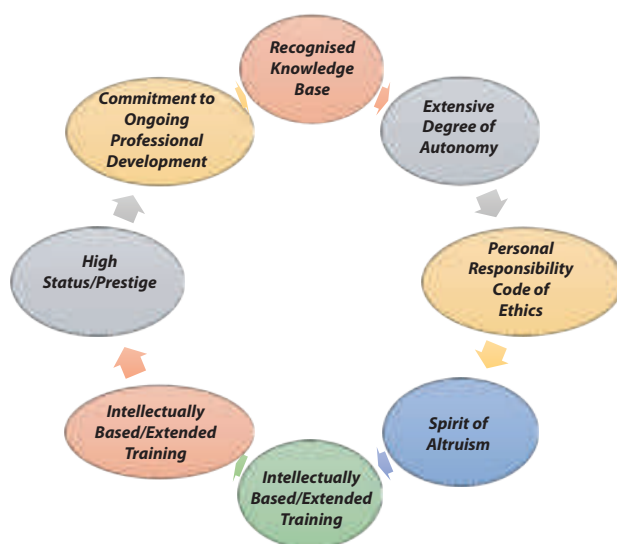 Recognised
Knowledge
Base
Extensive
Degree of
Autonomy
Personal
Responsibility
Code of
Ethics
Spirit of
Altruism
Intellectually
Based/Extended
Training
Intellectually
Based/Extended
Training
High
Status/Prestige
Commitment to
Ongoing
Professional
Development